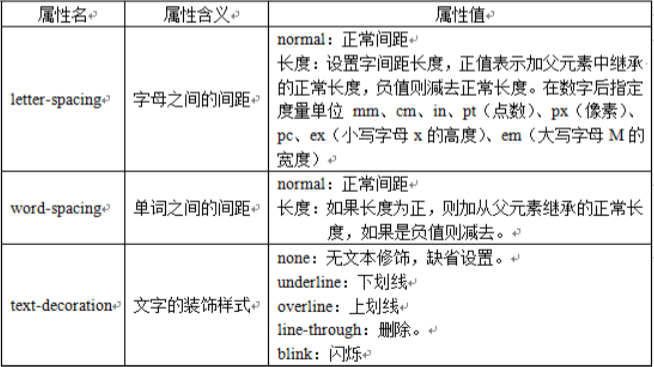 属性名 属性含义 属性值
letter-spacing 字母之间的间距
normal：正常间距
长度：设置字间距长度，正值表示加父元素中继承
的正常长度，负值则减去正常长度。在数字后指定
度量单位 mm、cm、in、pt（点数）、px（像素）、
pc、ex（小写字母 x 的高度）、em（大写字母 M 的
宽度）
word-spacing 单词之间的间距
normal：正常间距
长度：如果长度为正，则加从父元素继承的正常长
度，如果是负值则减去。
text-decoration 文字的装饰样式
none：无文本修饰，缺省设置。
underline：下划线
overline：上划线
line-through：删除。
blink：闪烁